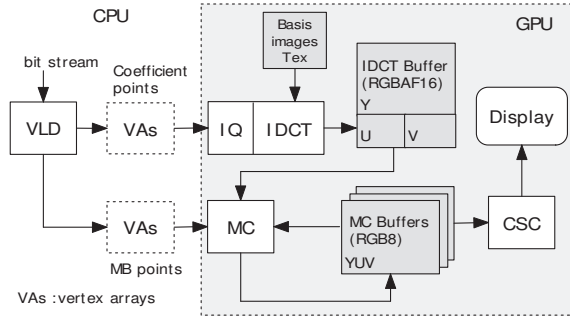 CPU
GPU
bit stream
Coefficient
points
Basis
images
Tex
IDCT Buffer
(RGBAF16)
Y
U
V
VLD
VAs
IQ
IDCT
Display
VAs
MC
MC Buffers
(RGB8)
YUV
CSC
MB points
VAs :vertex arrays